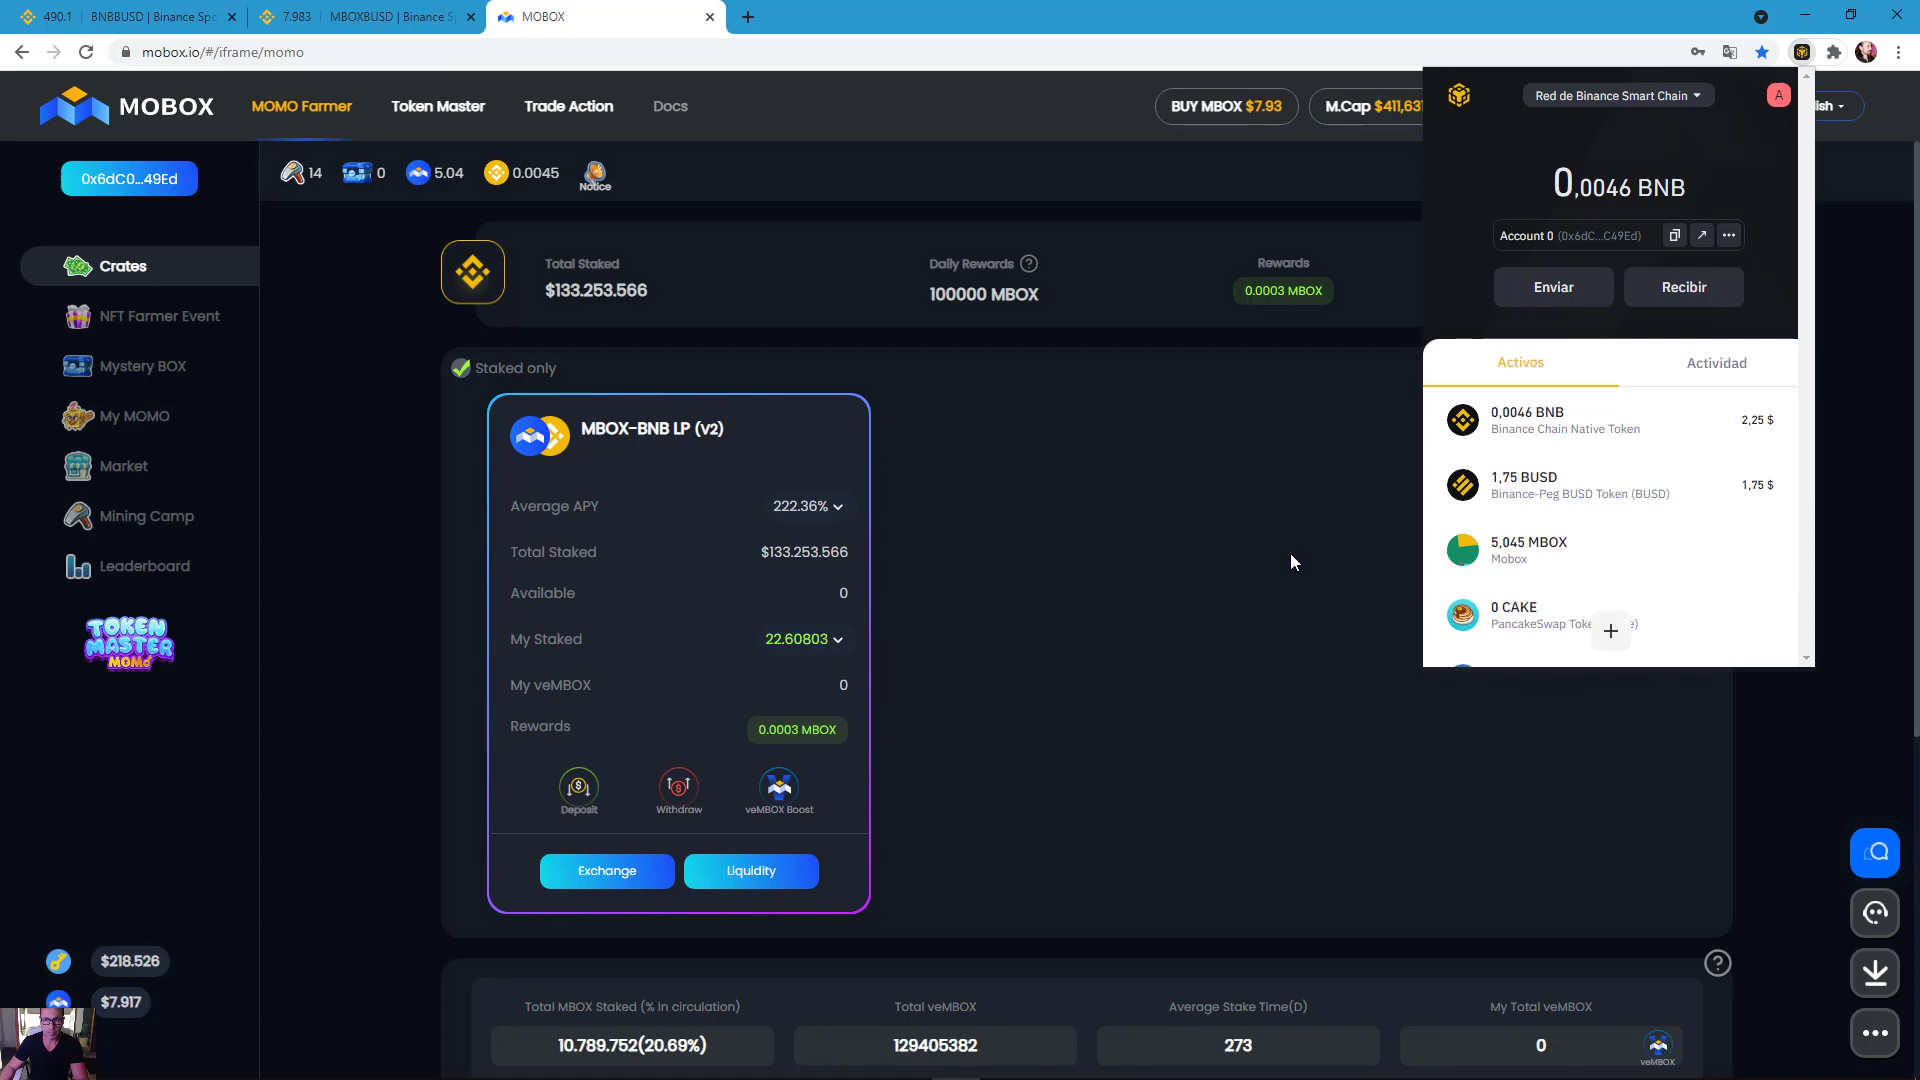 490.1 BNBBUSD | Binance Spo
7.983 MBOXBUSD | Binance S
MOBOX
mobox.io/#/iframe/momo
MOBOX
MOMO Farmer
Token Master
Trade Action
Docs
BUY MBOX $7.93
M.Cap $411,631
ish
0x6dC0...49Ed
14
0
5.04
0.0045
Notice
Crates
NFT Farmer Event
Mystery BOX
My MOMO
Market
Mining Camp
Leaderboard
TOKEN
MASTER
MOMO
$218.526
$7.917
Total Staked
$133.253.566
Daily Rewards ?
100000 MBOX
Rewards
0.0003 MBOX
Staked only
MBOX-BNB LP (V2)
Average APY 222.36%
Total Staked $133.253.566
Available 0
My Staked 22.60803
My veMBOX 0
Rewards 0.0003 MBOX
Deposit
Withdraw
veMBOX Boost
Exchange
Liquidity
?
Total MBOX Staked (% in circulation)
10.789.752(20.69%)
Total veMBOX
129405382
Average Stake Time(D)
273
My Total veMBOX
0
veMBOX
Red de Binance Smart Chain
A
0,0046 BNB
Account 0 (0x6dC...C49Ed)
Enviar
Recibir
Activos
Actividad
0,0046 BNB
Binance Chain Native Token
2,25 $
1,75 BUSD
Binance-Peg BUSD Token (BUSD)
1,75 $
5,045 MBOX
Mobox
0 CAKE
PancakeSwap Toke e)